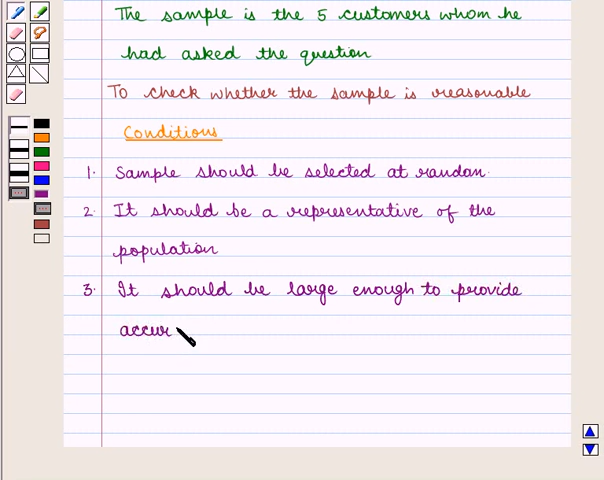 The sample is the 5 customers whom he
had asked the question
To check whether the sample is reasonable
Conditions
1. Sample should be selected at random.
2. It should be a representative of the
population
3. It should be large enough to provide
accur